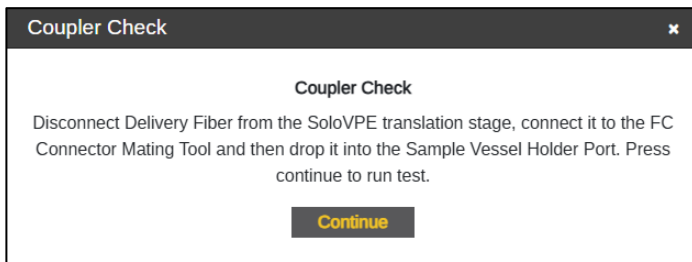 Coupler Check
Coupler Check
Disconnect Delivery Fiber from the SoloVPE translation stage, connect it to the FC
Connector Mating Tool and then drop it into the Sample Vessel Holder Port. Press
continue to run test.
Continue